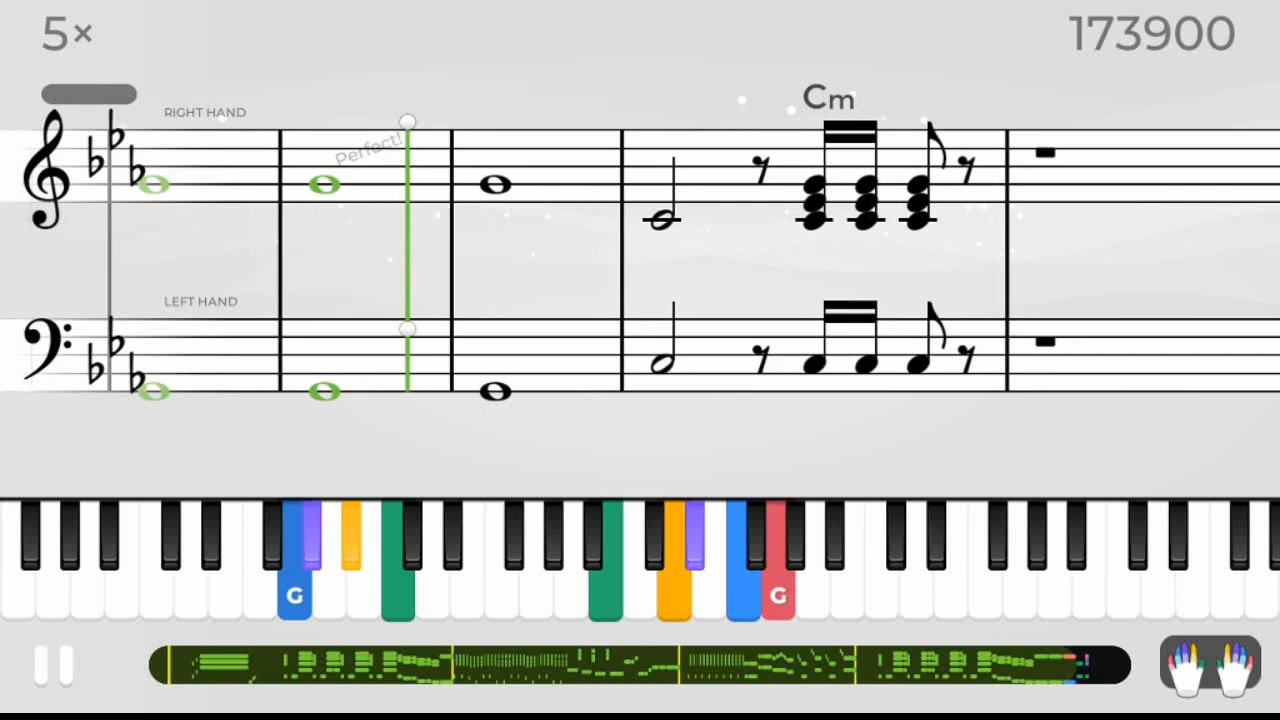 5×
173900
RIGHT HAND
Perfect!
Cm
LEFT HAND
G
G